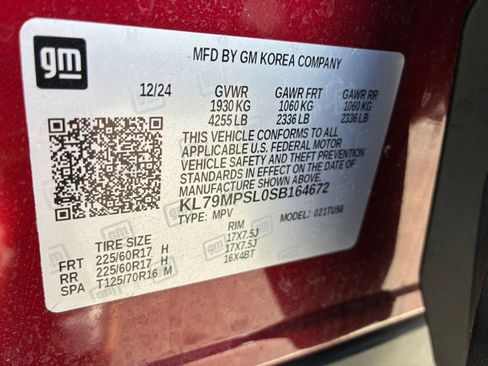 gm
MFD BY GM KOREA COMPANY
12/24 GVWR GAWR FRT GAWR RR
1930 KG 1060 KG 1060 KG
4255 LB 2336 LB 2336 LB
THIS VEHICLE CONFORMS TO ALL
APPLICABLE U.S. FEDERAL MOTOR
VEHICLE SAFETY AND THEFT PREVENTION
STANDARDS IN EFFECT ON THE DATE OF
MANUFACTURE SHOWN ABOVE.
KL79MPSL0SB164672
TYPE: MPV MODEL: 021TU56
TIRE SIZE RIM
FRT 225/60R17 H 17X7.5J
RR 225/60R17 H 17X7.5J
SPA T125/70R16 M 16X4BT